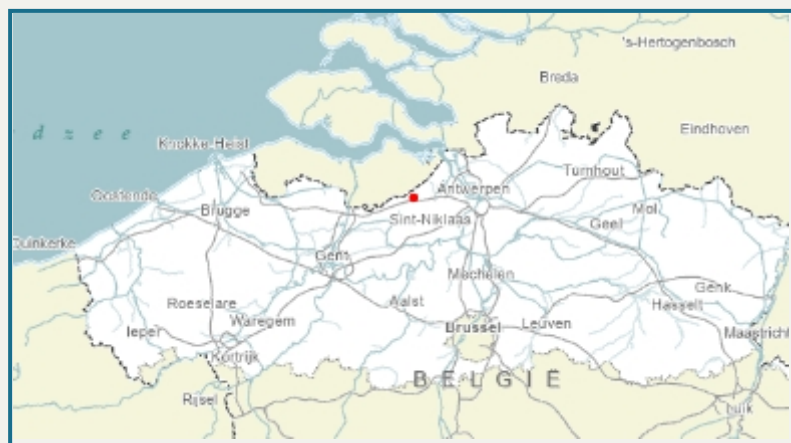 's-Hertogenbosch
Breda
d z e e
Eindhoven
Knokke-Heist
Turnhout
Oostende
Antwerpen
Brugge
Sint-Niklaas
Mol
Geel
Duinkerke
Gent
Mechelen
Genk
Roeselare
Aalst
Hasselt
Ieper
Waregem
Brussel
Leuven
Maastricht
Kortrijk
BELGIË
Rijsel
Luik